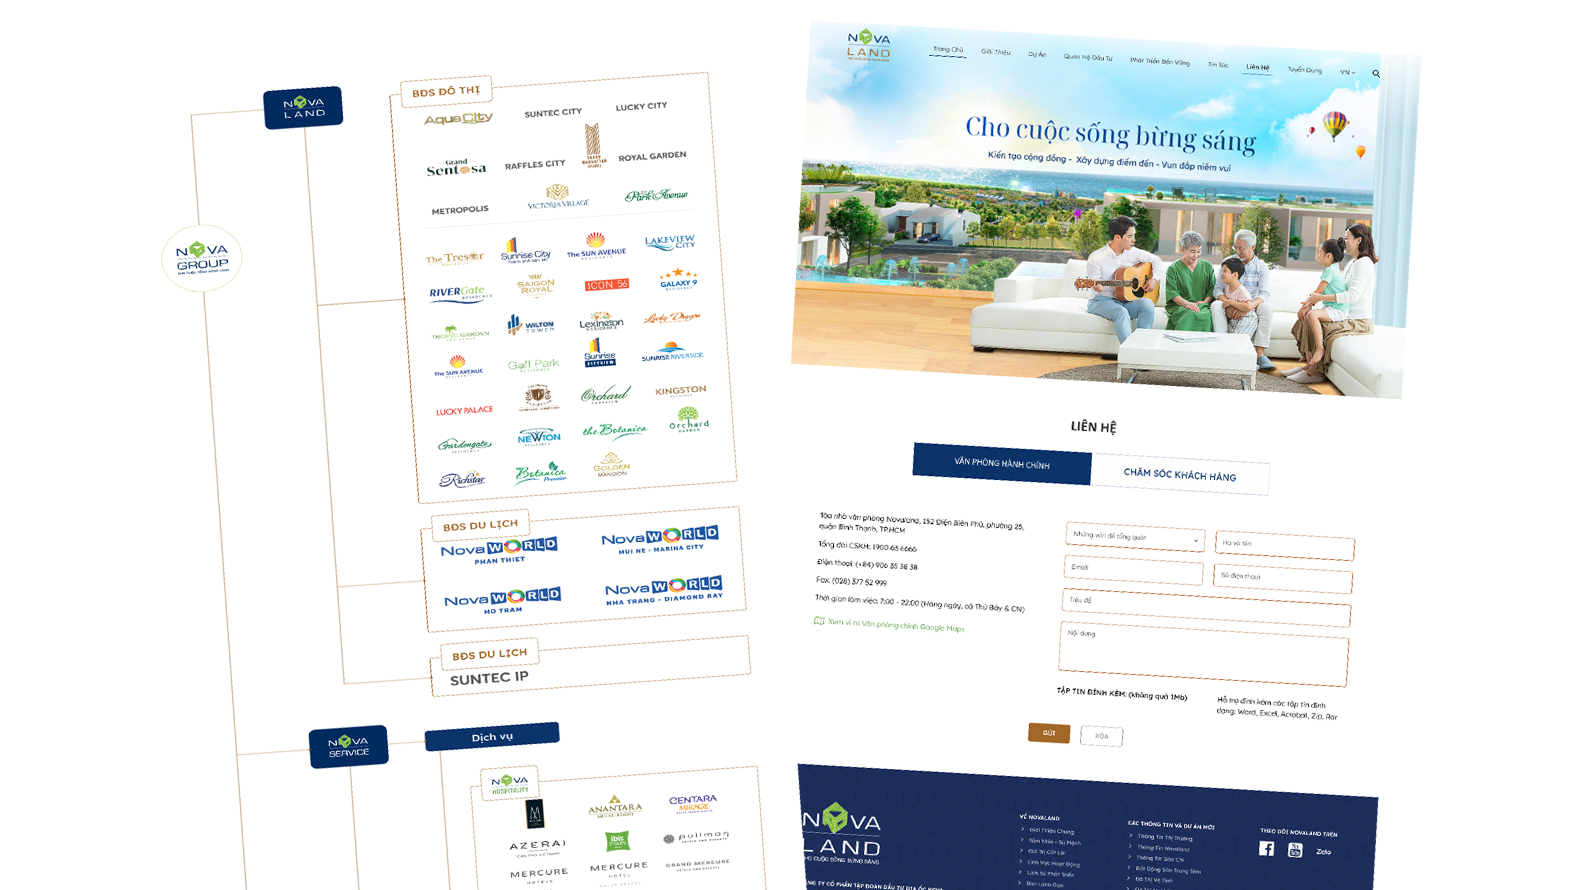 NOVA
LAND
BĐS ĐÔ THỊ
Aqua City
SUNTEC CITY
LUCKY CITY
Grand
Sentosa
RAFFLES CITY
GRAND
MANHATTAN
ROYAL GARDEN
METROPOLIS
VICTORIA VILLAGE
Park Avenue
NOVA
GROUP
The Tresor
Sunrise City
The SUN AVENUE
LAKEVIEW
CITY
RIVERGate
RESIDENCE
SAIGON
ROYAL
ICON 56
GALAXY 9
RESIDENCE
TROPIC GARDEN
WILTON
TOWER
Lexington
RESIDENCE
Lucky Dragon
The SUN AVENUE
Golf Park
Sunrise
CITYVIEW
SUNRISE RIVERSIDE
LUCKY PALACE
Orchard
PARKVIEW
KINGSTON
RESIDENCE
Gardengate
RESIDENCE
NEWTON
RESIDENCE
the Botanica
Orchard
GARDEN
Richstar
Botanica
Premier
GOLDEN
MANSION
BĐS DU LỊCH
NovaWORLD
PHAN THIET
NovaWORLD
MUI NE - MARINA CITY
NovaWORLD
HO TRAM
NovaWORLD
NHA TRANG - DIAMOND BAY
BĐS DU LỊCH
SUNTEC IP
NOVA
SERVICE
Dịch vụ
NOVA
HOSPITALITY
ANANTARA
CENTARA
MIRAGE
AZERAI
ibis
pullman
MERCURE
HOTELS
MERCURE
HOTEL
GRAND MERCURE
NOVA
LAND
Trang Chủ
Giới Thiệu
Dự Án
Quan Hệ Đầu Tư
Phát Triển Bền Vững
Tin Tức
Liên Hệ
Tuyển Dụng
VN
Cho cuộc sống bừng sáng
Kiến tạo cộng đồng - Xây dựng điểm đến - Vun đắp niềm vui
LIÊN HỆ
VĂN PHÒNG HÀNH CHÍNH
CHĂM SÓC KHÁCH HÀNG
Tòa nhà văn phòng Novaland, 152 Điện Biên Phủ, phường 25,
quận Bình Thạnh, TP.HCM
Tổng đài CSKH: 1900 63 6666
Điện thoại: (+84) 906 35 38 38
Fax: (028) 377 52 999
Thời gian làm việc: 7:00 - 22:00 (Hàng ngày, cả Thứ Bảy & CN)
Xem vị trí Văn phòng chính Google Maps
Những vấn đề tổng quát
Họ và tên
Email
Số điện thoại
Tiêu đề
Nội dung
TẬP TIN ĐÍNH KÈM: (không quá 1Mb)
Hỗ trợ đính kèm các tập tin định
dạng: Word, Excel, Acrobat, Zip, Rar
GỬI
XÓA
NOVA
LAND
CHO CUỘC SỐNG BỪNG SÁNG
VỀ NOVALAND
Giới Thiệu Chung
Tầm Nhìn - Sứ Mệnh
Giá Trị Cốt Lõi
Lĩnh Vực Hoạt Động
Lịch Sử Phát Triển
Ban Lãnh Đạo
CÁC THÔNG TIN VÀ DỰ ÁN MỚI
Thông Tin Thị Trường
Thông Tin Novaland
Thông Tin Báo Chí
Bất Động Sản Trung Tâm
Đô Thị Vệ Tinh
THEO DÕI NOVALAND TRÊN
You
Tube
Zalo
CÔNG TY CỔ PHẦN TẬP ĐOÀN ĐẦU TƯ ĐỊA ỐC NOVA